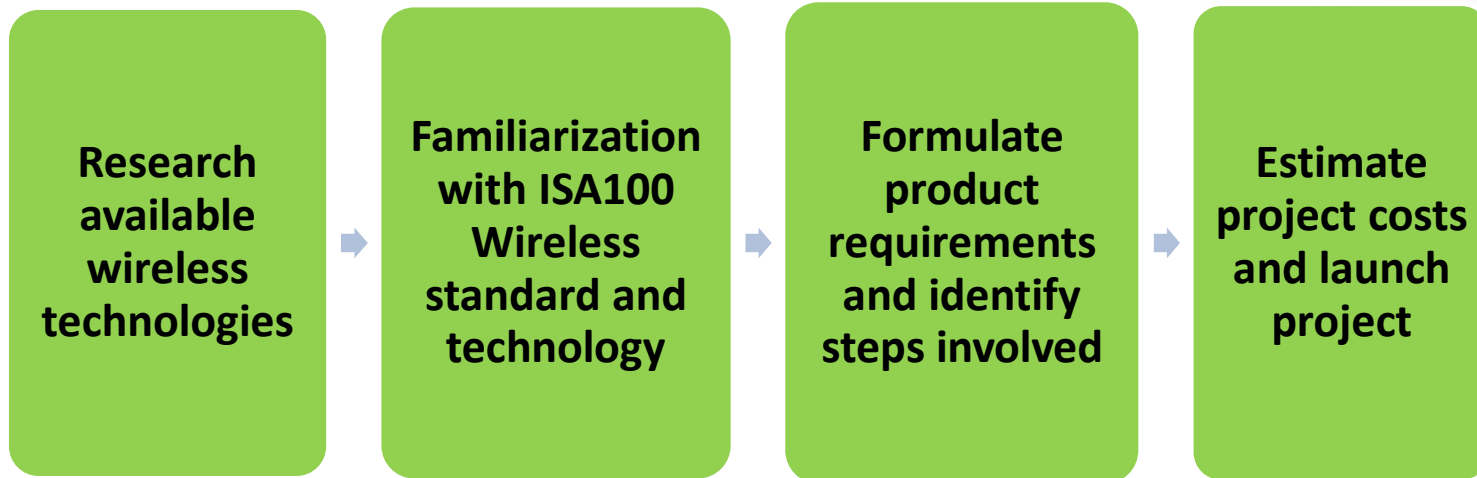 Research
available
wireless
technologies
Familiarization
with ISA100
Wireless
standard and
technology
Formulate
product
requirements
and identify
steps involved
Estimate
project costs
and launch
project